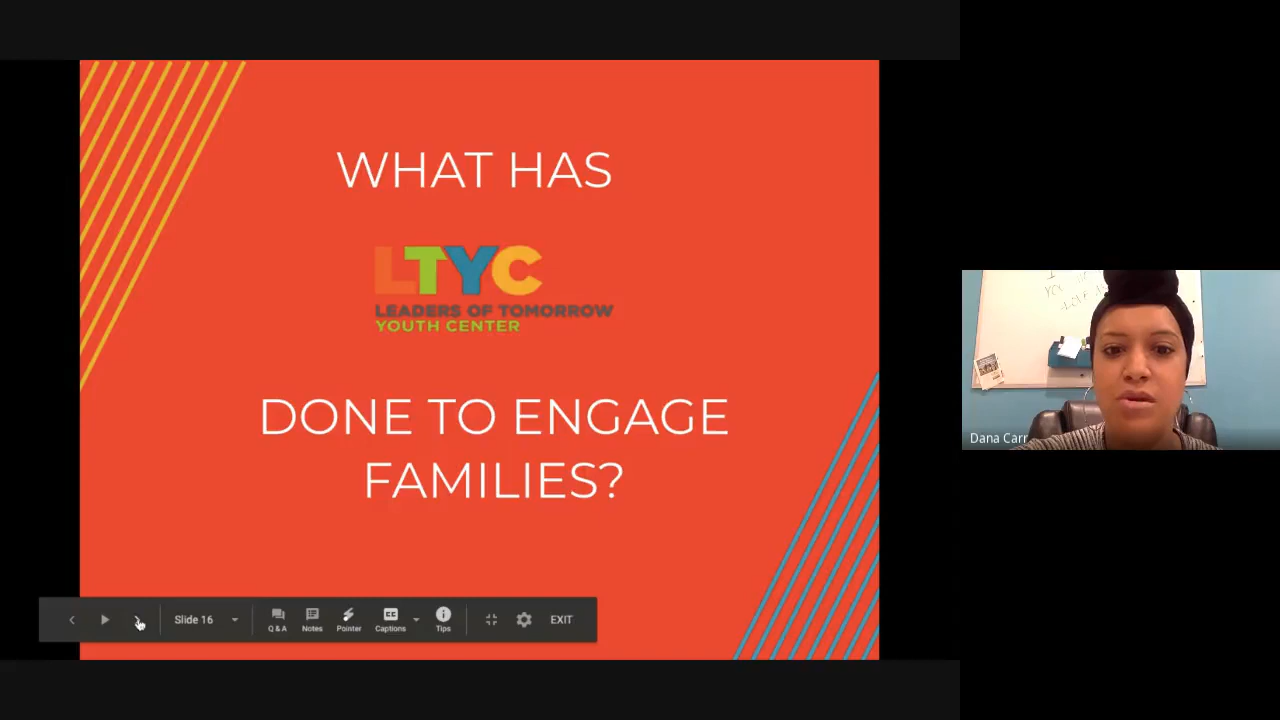 WHAT HAS
LTYC
LEADERS OF TOMORROW
YOUTH CENTER
DONE TO ENGAGE
FAMILIES?
Slide 16
Q & A
Notes
Pointer
CC
Captions
Tips
EXIT
Dana Carr